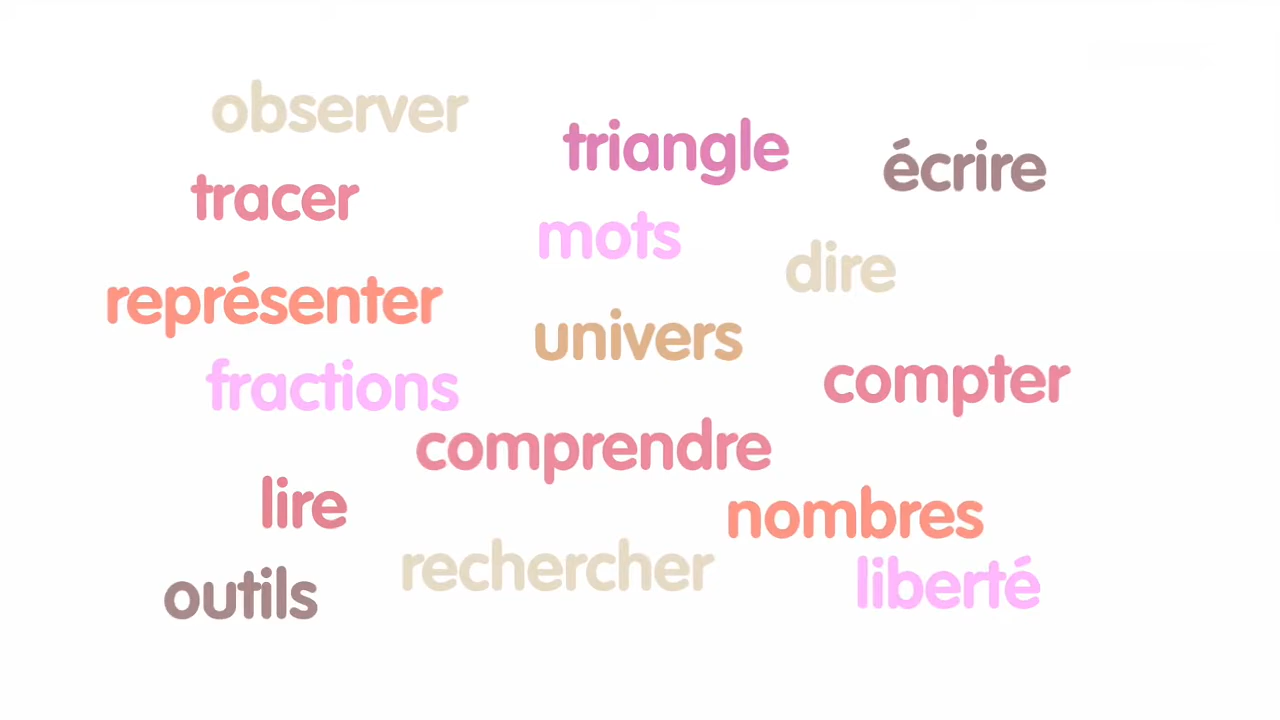 observer
triangle
écrire
tracer
mots
dire
représenter
univers
fractions
compter
comprendre
lire
nombres
rechercher
liberté
outils